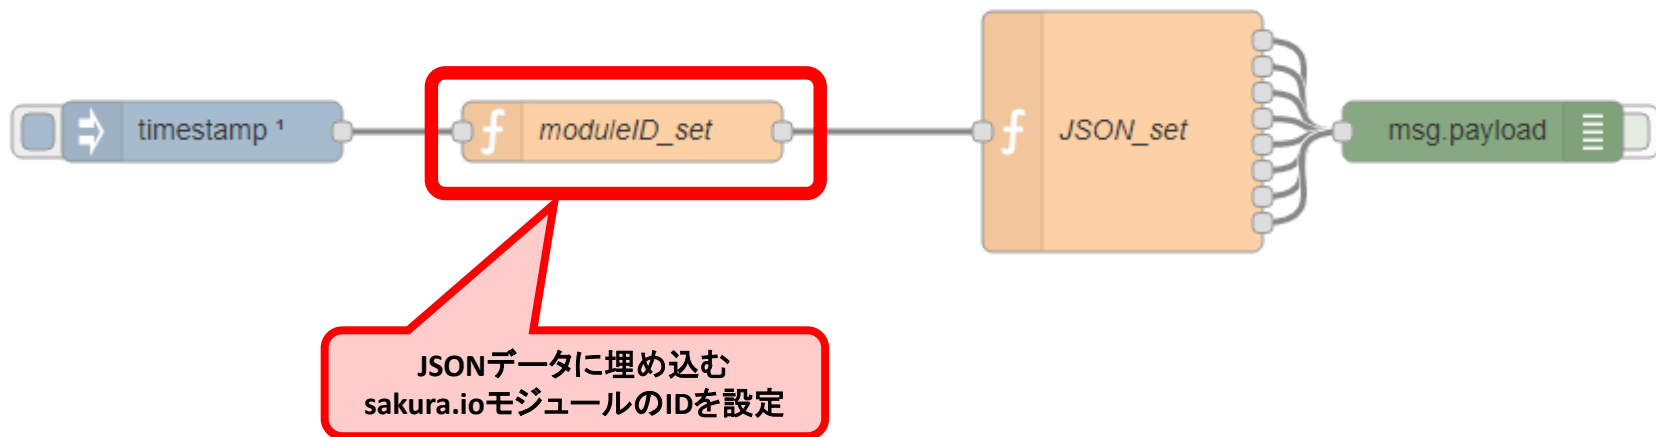 timestamp ¹
moduleID_set
JSON_set
msg.payload
JSONデータに埋め込む
sakura.ioモジュールのIDを設定